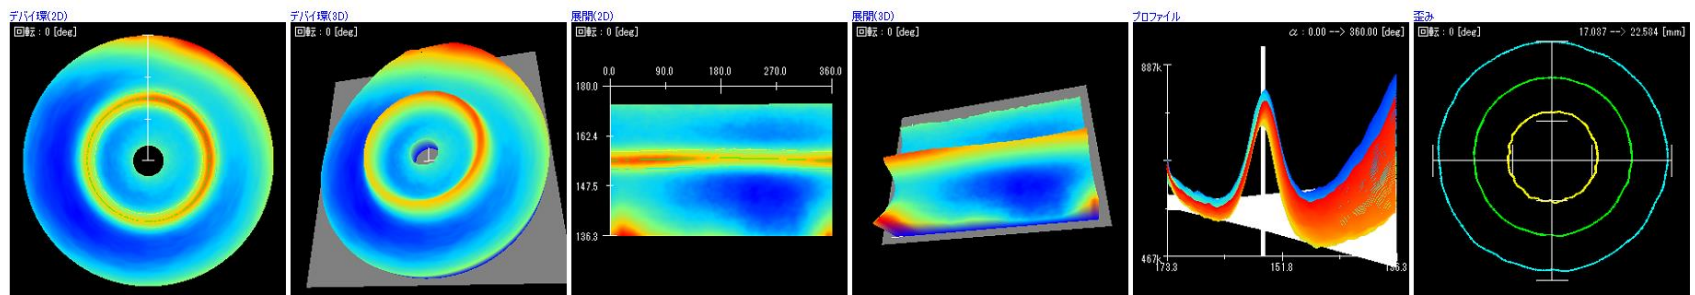 デバイ環(2D)
回転 : 0 [deg]
デバイ環(3D)
回転 : 0 [deg]
展開(2D)
回転 : 0 [deg]
0.0 90.0 180.0 270.0 360.0
180.0
162.4
147.5
136.3
展開(3D)
回転 : 0 [deg]
プロファイル
α : 0.00 --> 360.00 [deg]
887k
467k
173.3 151.8
歪み
回転 : 0 [deg] 17.087 --> 22.584 [mm]